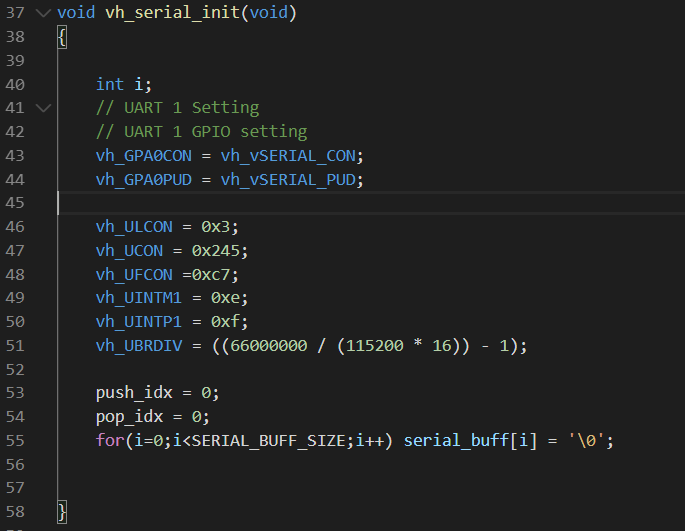 37 void vh_serial_init(void)
38 {
39
40 int i;
41 // UART 1 Setting
42 // UART 1 GPIO setting
43 vh_GPA0CON = vh_vSERIAL_CON;
44 vh_GPA0PUD = vh_vSERIAL_PUD;
45
46 vh_ULCON = 0x3;
47 vh_UCON = 0x245;
48 vh_UFCON =0xc7;
49 vh_UINTM1 = 0xe;
50 vh_UINTP1 = 0xf;
51 vh_UBRDIV = ((66000000 / (115200 * 16)) - 1);
52
53 push_idx = 0;
54 pop_idx = 0;
55 for(i=0;i<SERIAL_BUFF_SIZE;i++) serial_buff[i] = '\0';
56
57
58 }